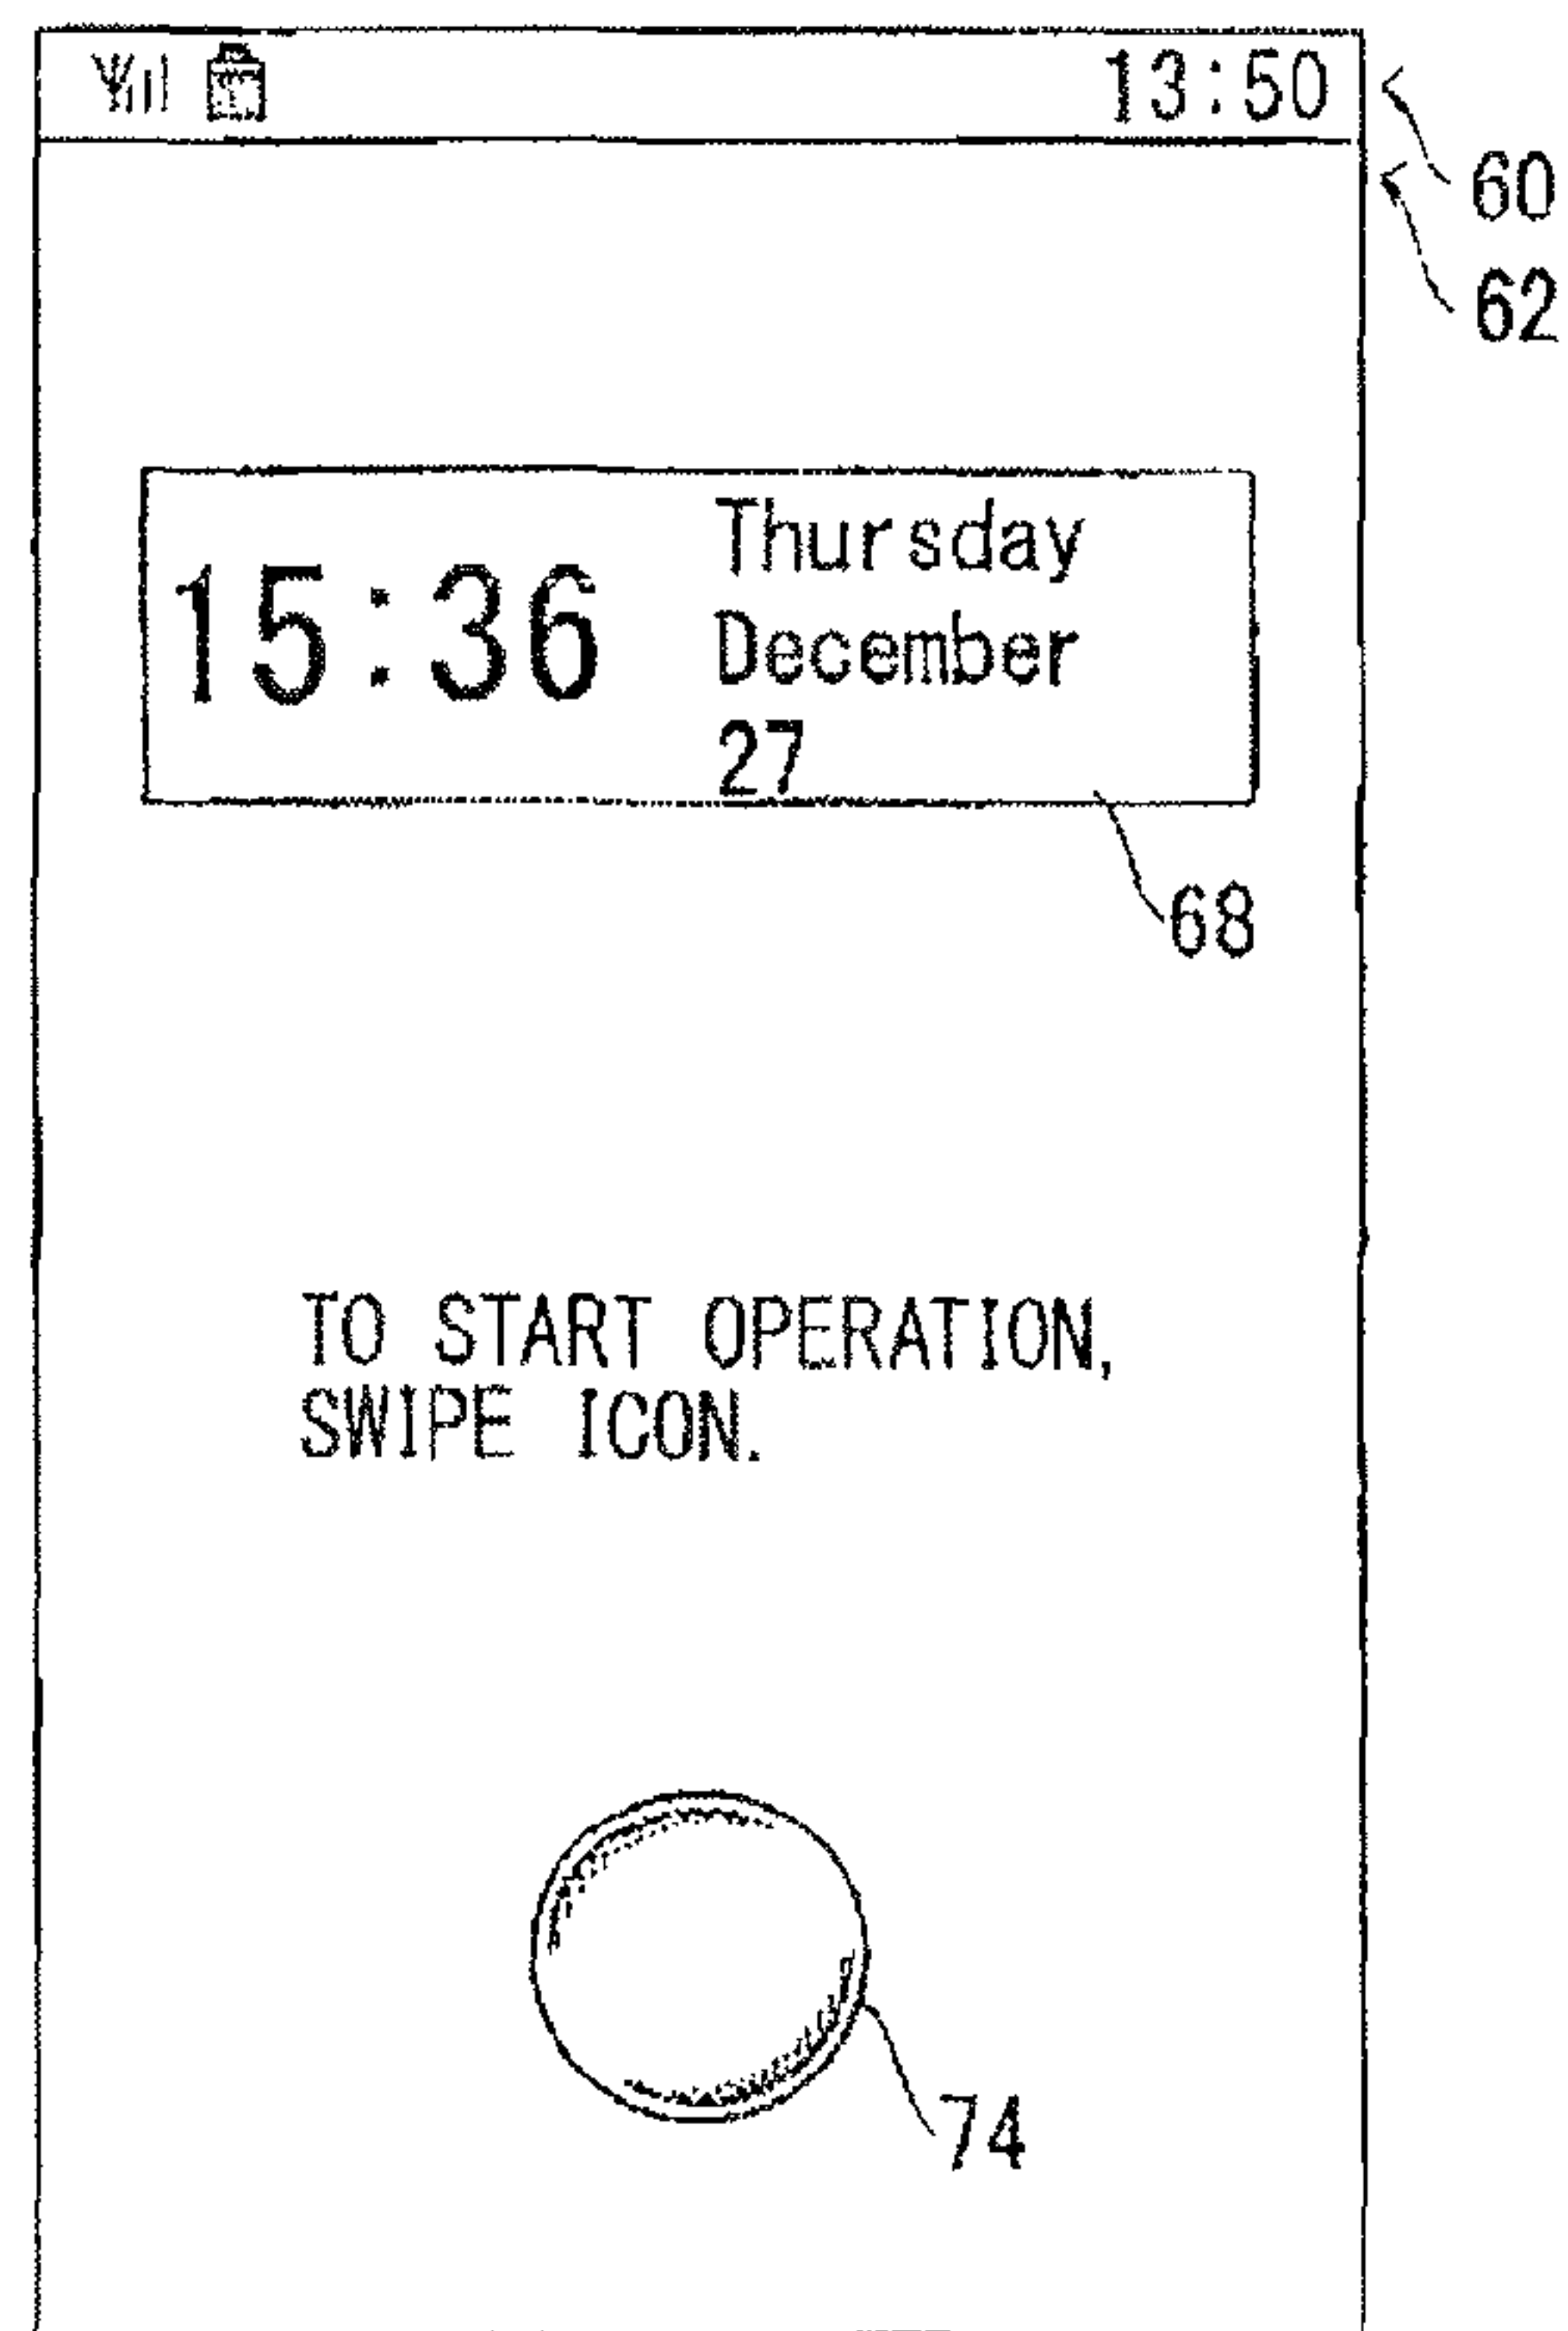 13:50
60
62
15:36
Thursday
December
27
68
TO START OPERATION,
SWIPE ICON.
74